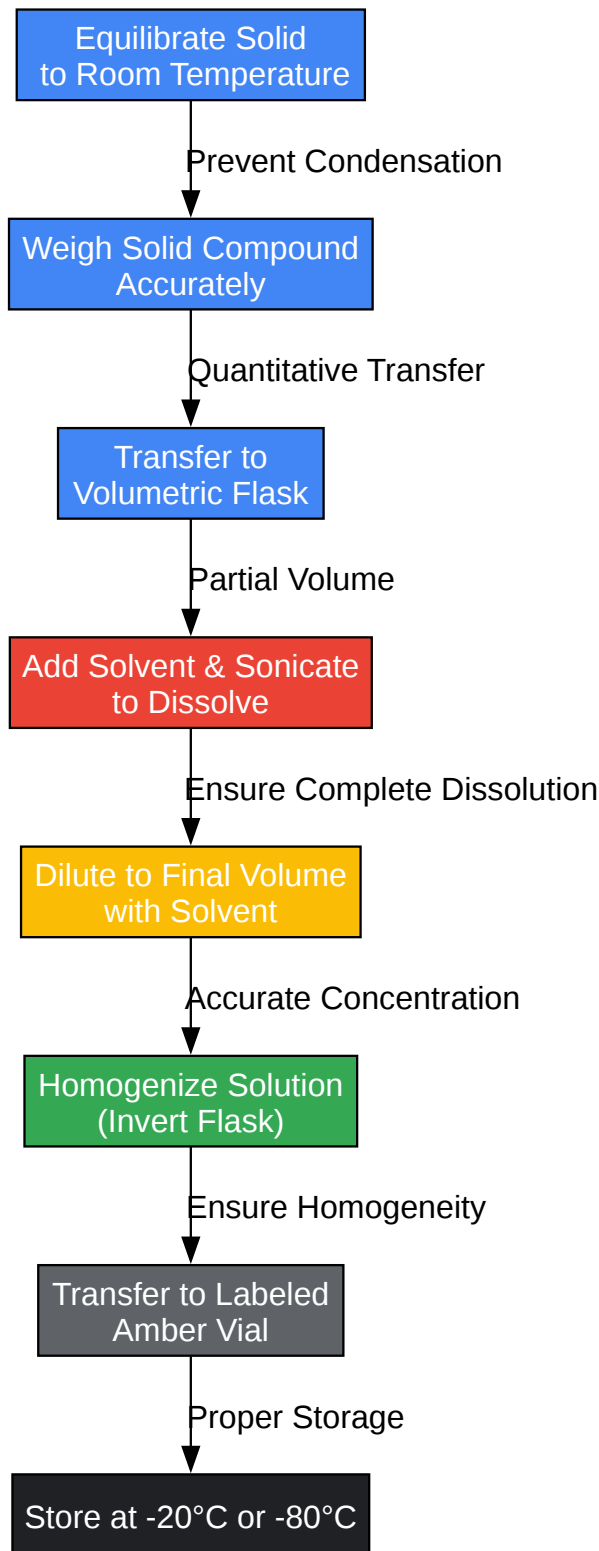 Equilibrate Solid
to Room Temperature
Prevent Condensation
Weigh Solid Compound
Accurately
Quantitative Transfer
Transfer to
Volumetric Flask
Partial Volume
Add Solvent & Sonicate
to Dissolve
Ensure Complete Dissolution
Dilute to Final Volume
with Solvent
Accurate Concentration
Homogenize Solution
(Invert Flask)
Ensure Homogeneity
Transfer to Labeled
Amber Vial
Proper Storage
Store at -20°C or -80°C